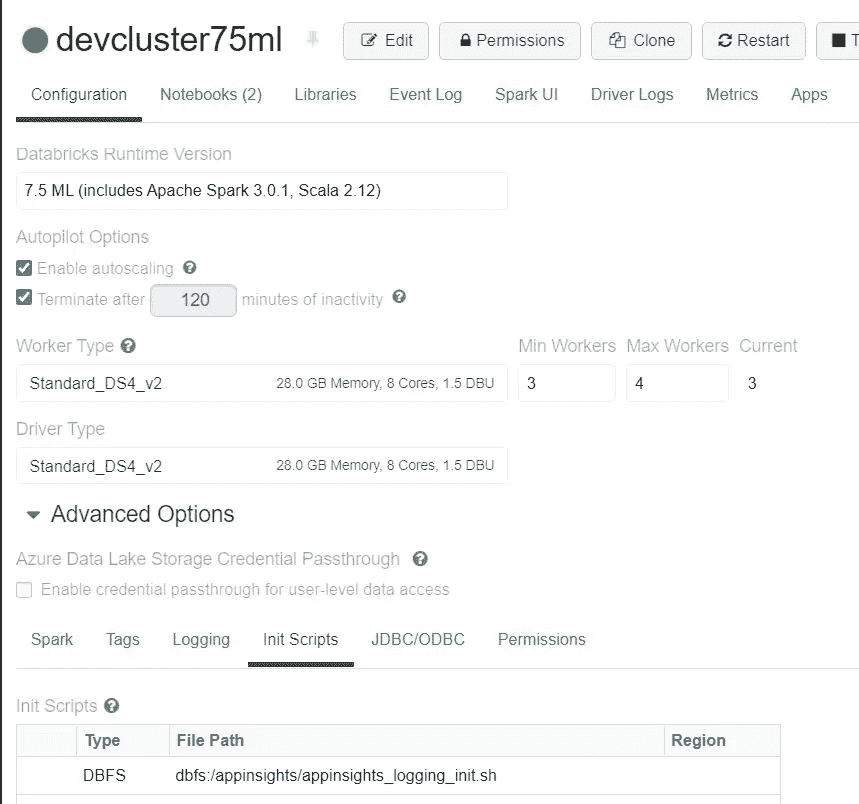 devcluster75ml Edit Permissions Clone Restart
Configuration Notebooks (2) Libraries Event Log Spark UI Driver Logs Metrics Apps
Databricks Runtime Version
7.5 ML (includes Apache Spark 3.0.1, Scala 2.12)
Autopilot Options
Enable autoscaling
Terminate after 120 minutes of inactivity
Worker Type Min Workers Max Workers Current
Standard_DS4_v2 28.0 GB Memory, 8 Cores, 1.5 DBU 3 4 3
Driver Type
Standard_DS4_v2 28.0 GB Memory, 8 Cores, 1.5 DBU
Advanced Options
Azure Data Lake Storage Credential Passthrough
Enable credential passthrough for user-level data access
Spark Tags Logging Init Scripts JDBC/ODBC Permissions
Init Scripts
Type File Path Region
DBFS dbfs:/appinsights/appinsights_logging_init.sh